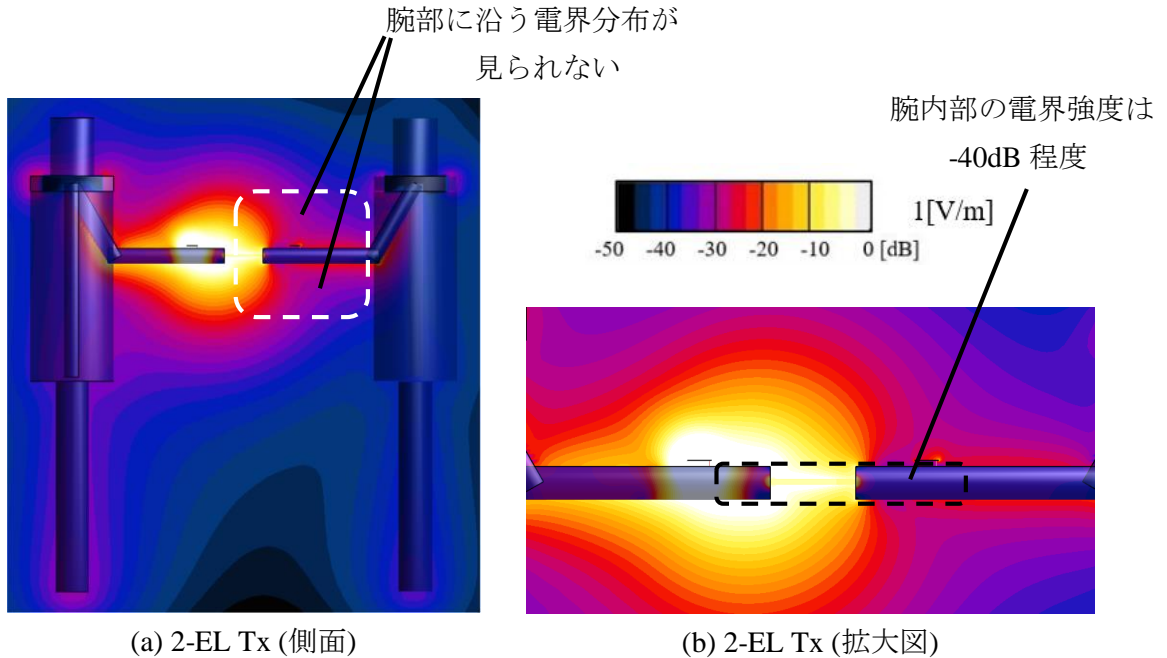 腕部に沿う電界分布が
見られない
腕内部の電界強度は
-40dB 程度
1[V/m]
-50 -40 -30 -20 -10 0 [dB]
(a) 2-EL Tx (側面)
(b) 2-EL Tx (拡大図)